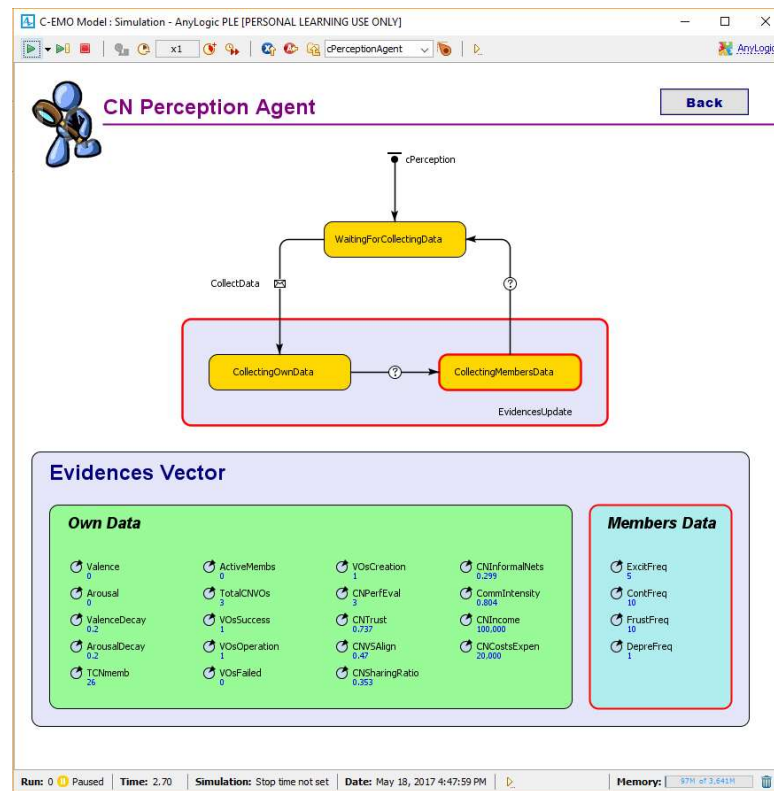 C-EMO Model : Simulation - AnyLogic PLE [PERSONAL LEARNING USE ONLY]
x1
cPerceptionAgent
AnyLogic
CN Perception Agent
Back
cPerception
WaitingForCollectingData
CollectData
?
CollectingOwnData
?
CollectingMembersData
EvidencesUpdate
Evidences Vector
Own Data
Members Data
Valence
0
ActiveMembs
0
VOsCreation
1
CNInformalNets
0.299
ExcitFreq
5
Arousal
0
TotalCNVOs
3
CNPerfEval
3
CommIntensity
0.804
ContFreq
10
ValenceDecay
0.2
VOsSuccess
1
CNTrust
0.737
CNIncome
100,000
FrustFreq
10
ArousalDecay
0.2
VOsOperation
1
CNVSAlign
0.47
CNCostsExpen
20,000
DepreFreq
1
TCNmemb
26
VOsFailed
0
CNSharingRatio
0.353
Run: 0 Paused Time: 2.70 Simulation: Stop time not set Date: May 18, 2017 4:47:59 PM Memory: 97M of 3,641M